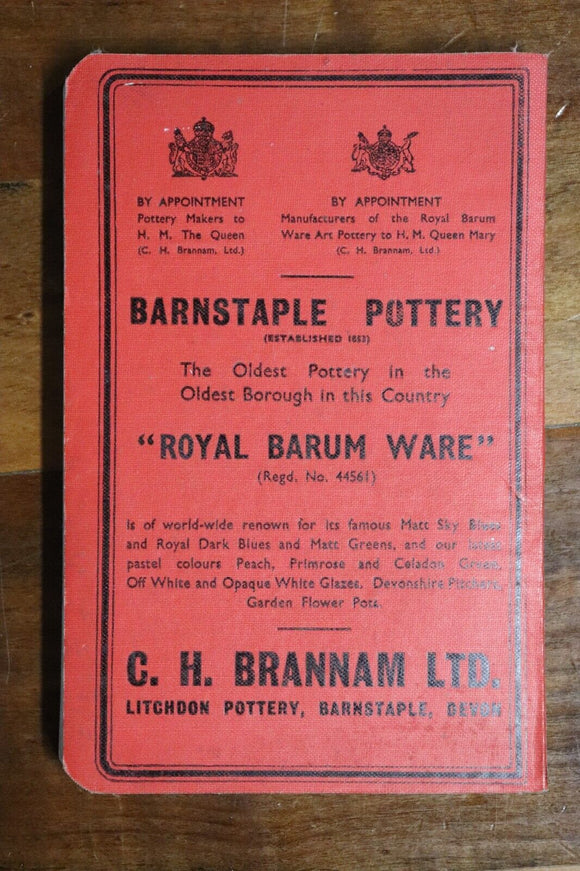 BY APPOINTMENT
Pottery Makers to
H. M. The Queen
(C. H. Brannam, Ltd.)
BY APPOINTMENT
Manufacturers of the Royal Barum
Ware Art Pottery to H. M. Queen Mary
(C. H. Brannam, Ltd.)
BARNSTAPLE POTTERY
(ESTABLISHED 1853)
The Oldest Pottery in the
Oldest Borough in this Country
"ROYAL BARUM WARE"
(Regd. No. 44561)
is of world-wide renown for its famous Matt Sky Blues
and Royal Dark Blues and Matt Greens, and our latest
pastel colours Peach, Primrose and Celadon Green,
Off White and Opaque White Glazes. Devonshire Pitchers,
Garden Flower Pots.
C. H. BRANNAM LTD.
LITCHDON POTTERY, BARNSTAPLE, DEVON